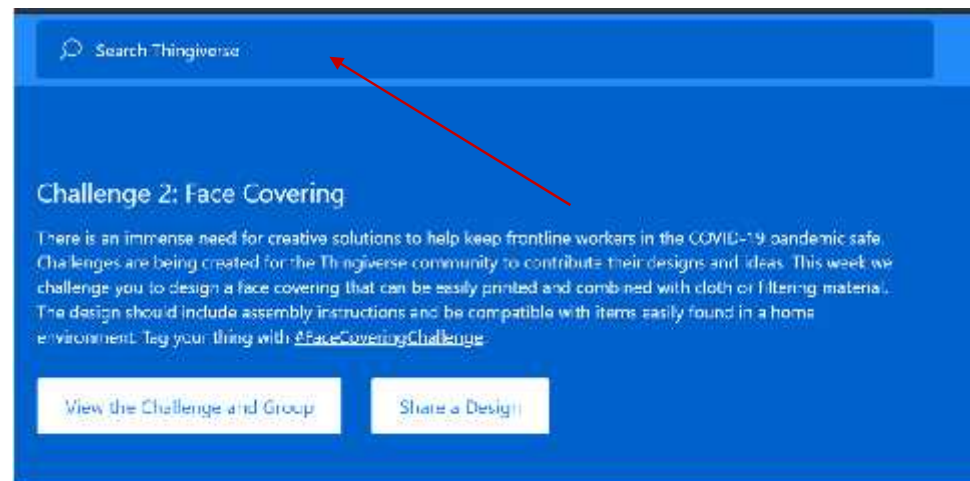 Search Thingiverse
Challenge 2: Face Covering
There is an immense need for creative solutions to help keep frontline workers in the COVID-19 pandemic safe.
Challenges are being created for the Thingiverse community to contribute their designs and ideas. This week we
challenge you to design a face covering that can be easily printed and combined with cloth or filtering material.
The design should include assembly instructions and be compatible with items easily found in a home
environment. Tag your thing with #FaceCoveringChallenge
View the Challenge and Group
Share a Design